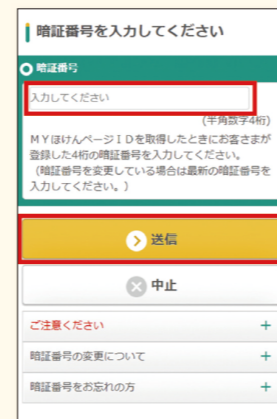 暗証番号を入力してください
暗証番号
入力してください
(半角数字4桁)
ＭＹほけんページＩＤを取得したときにお客さまが
登録した4桁の暗証番号を入力してください。
（暗証番号を変更している場合は最新の暗証番号を
入力してください。）
送信
中止
ご注意ください
暗証番号の変更について
暗証番号をお忘れの方